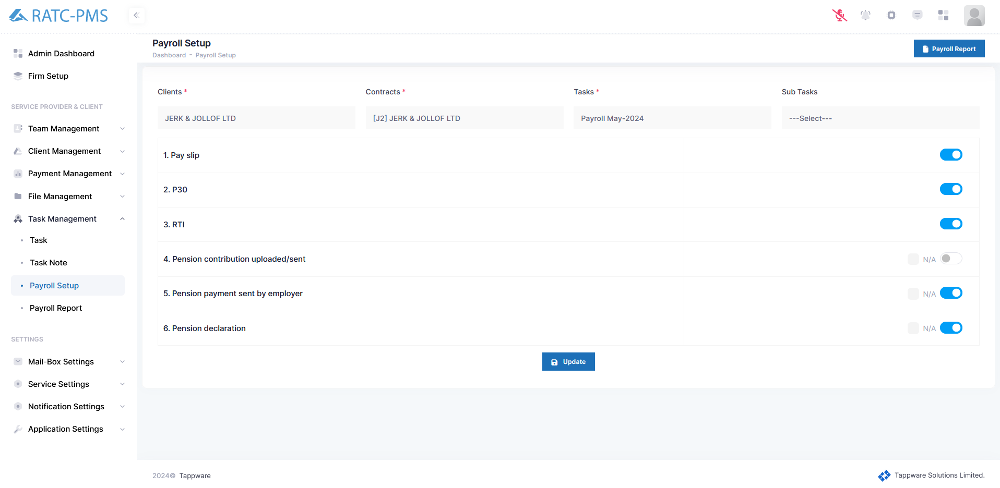 RATC-PMS
Admin Dashboard
Firm Setup
SERVICE PROVIDER & CLIENT
Team Management
Client Management
Payment Management
File Management
Task Management
Task
Task Note
Payroll Setup
Payroll Report
SETTINGS
Mail-Box Settings
Service Settings
Notification Settings
Application Settings
Payroll Setup
Dashboard - Payroll Setup
Payroll Report
Clients * Contracts * Tasks * Sub Tasks
JERK & JOLLOF LTD [J2] JERK & JOLLOF LTD Payroll May-2024 ---Select---
1. Pay slip
2. P30
3. RTI
4. Pension contribution uploaded/sent N/A
5. Pension payment sent by employer N/A
6. Pension declaration N/A
Update
2024© Tappware
Tappware Solutions Limited.